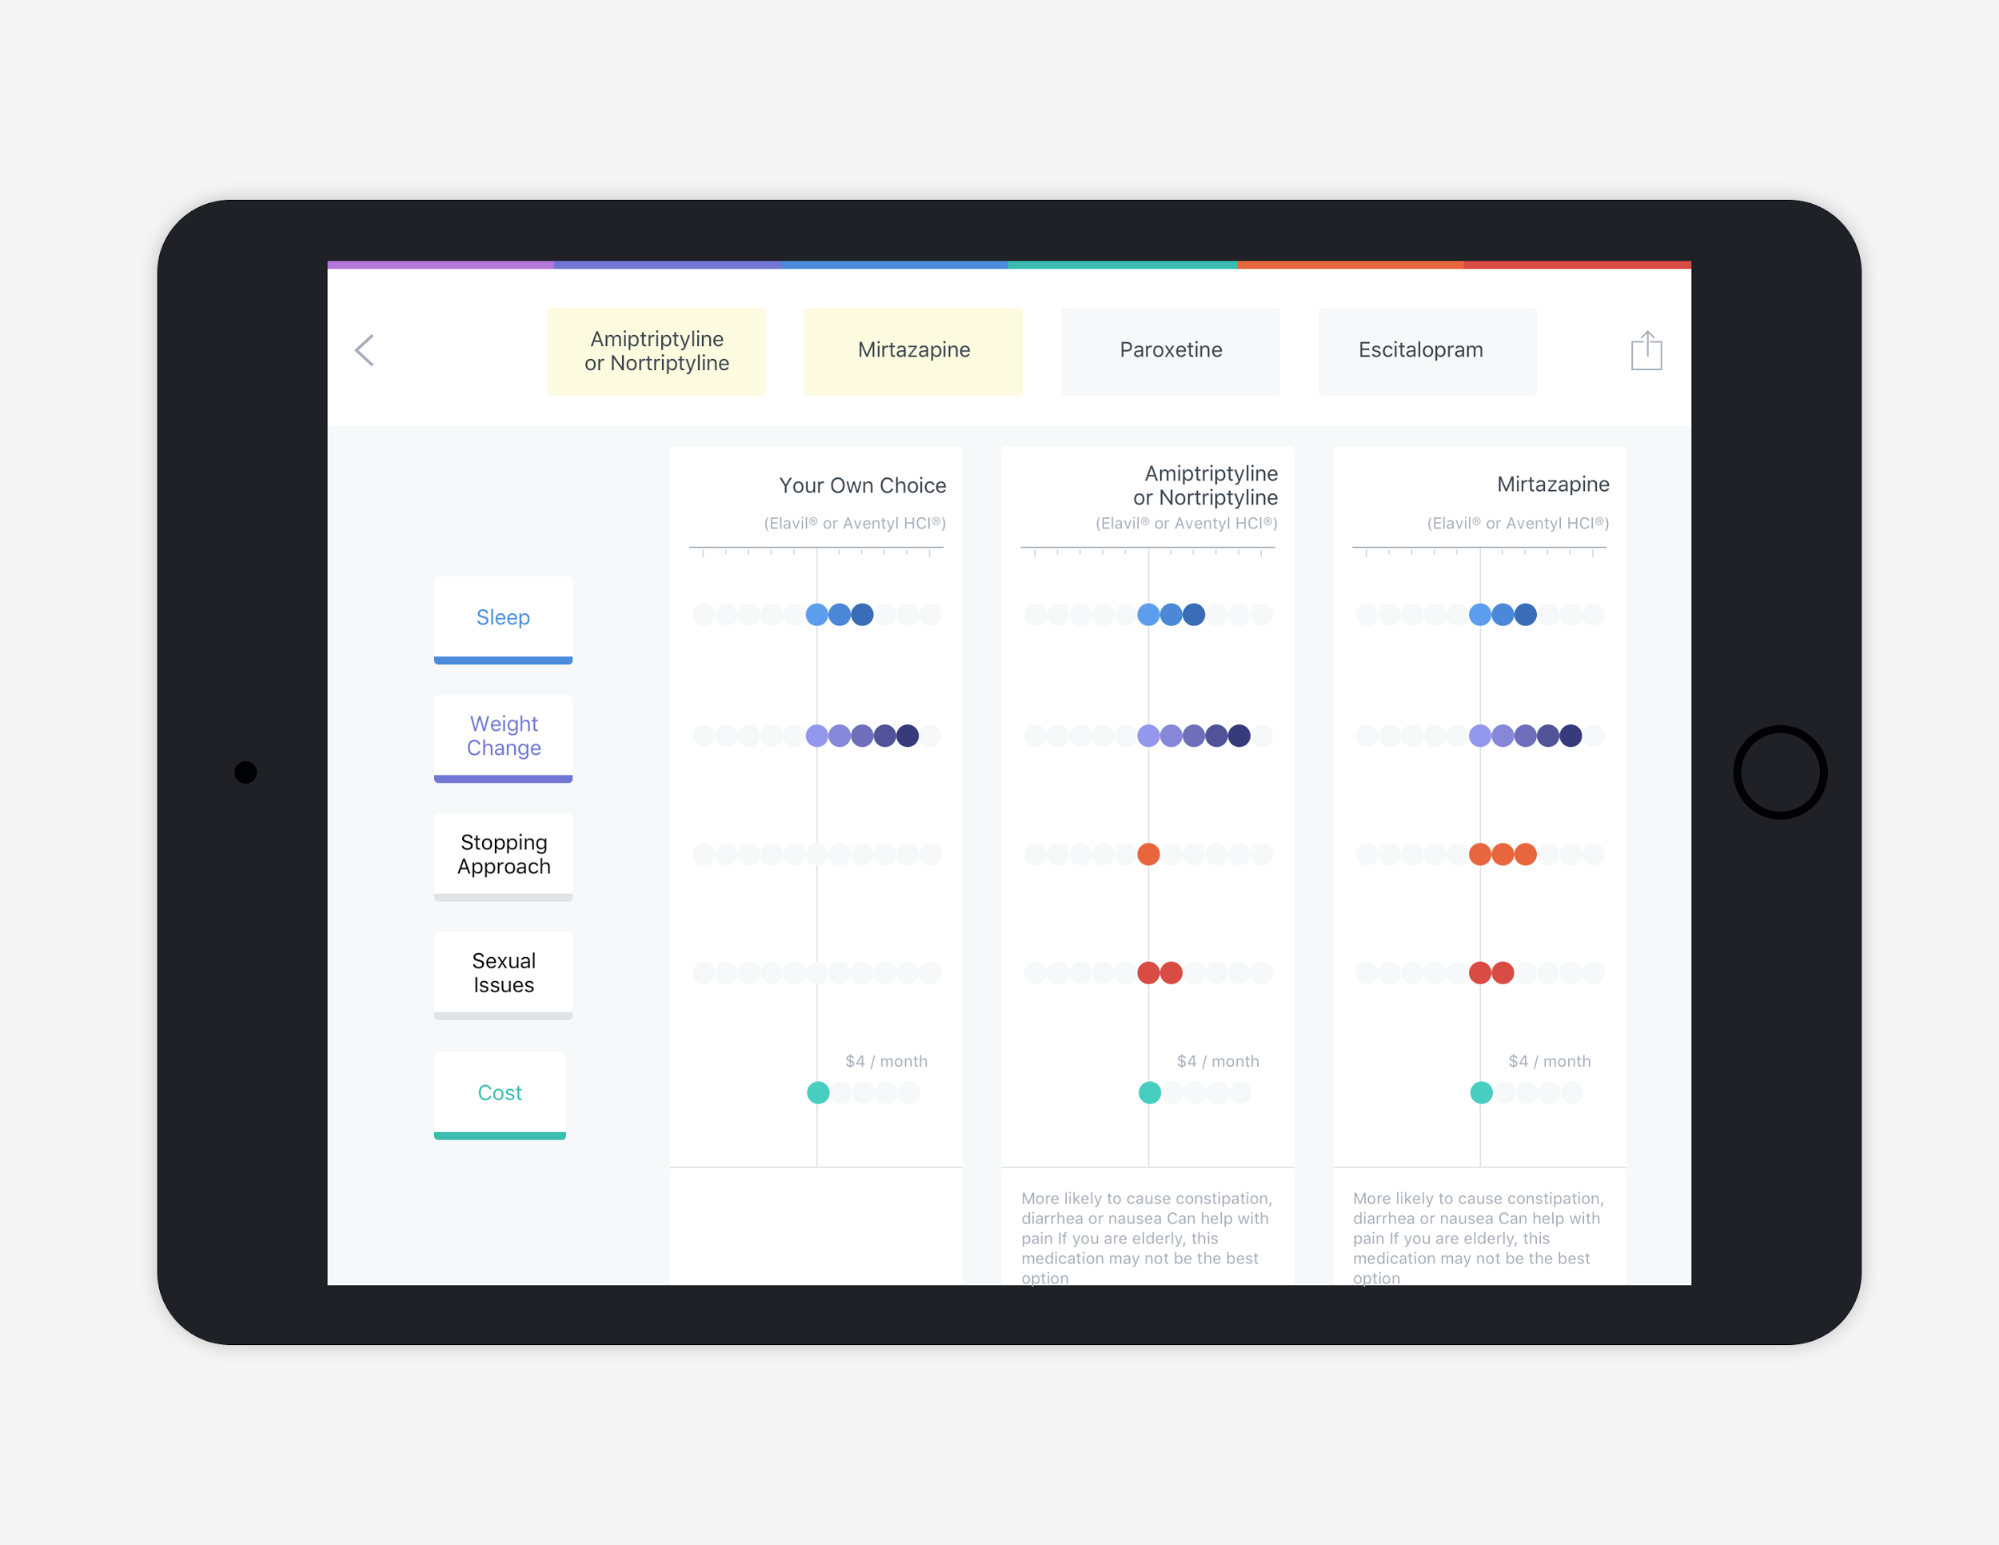 Amiptriptyline
or Nortriptyline
Mirtazapine
Paroxetine
Escitalopram
Your Own Choice
(Elavil® or Aventyl HCI®)
Amiptriptyline
or Nortriptyline
(Elavil® or Aventyl HCI®)
Mirtazapine
(Elavil® or Aventyl HCI®)
Sleep
Weight
Change
Stopping
Approach
Sexual
Issues
Cost
$4 / month
$4 / month
$4 / month
More likely to cause constipation,
diarrhea or nausea Can help with
pain If you are elderly, this
medication may not be the best
option
More likely to cause constipation,
diarrhea or nausea Can help with
pain If you are elderly, this
medication may not be the best
option